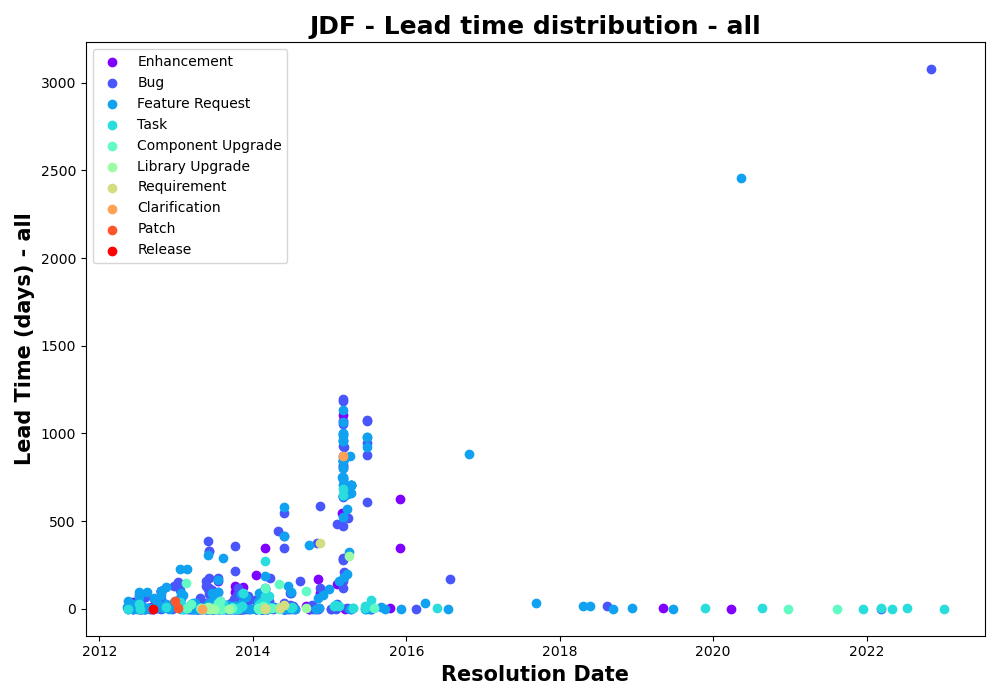 JDF - Lead time distribution - all
Enhancement
Bug
Feature Request
Task
Component Upgrade
Library Upgrade
Requirement
Clarification
Patch
Release
Lead Time (days) - all
3000
2500
2000
1500
1000
500
0
2012
2014
2016
2018
2020
2022
Resolution Date